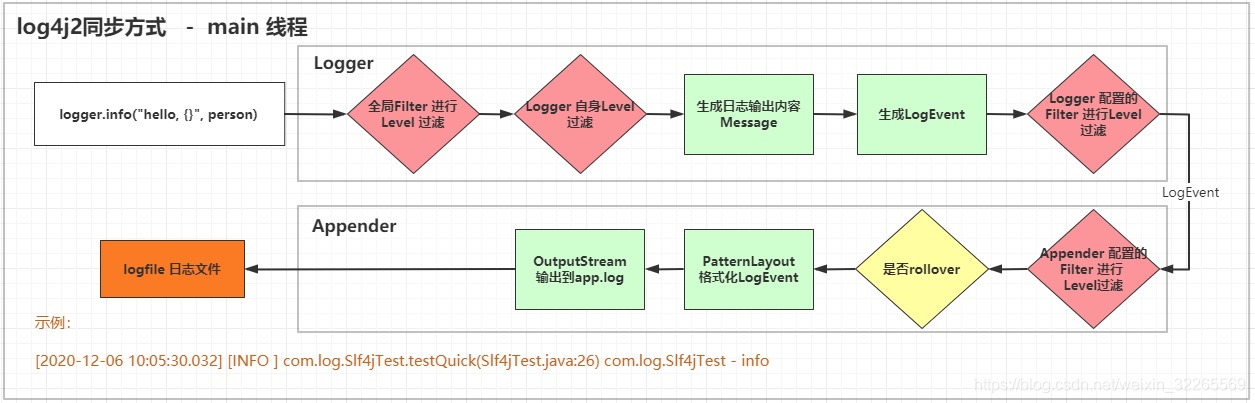 log4j2同步方式 - main 线程
Logger
logger.info("hello, {}", person)
全局Filter 进行
Level 过滤
Logger 自身Level
过滤
生成日志输出内容
Message
生成LogEvent
Logger 配置的
Filter 进行Level
过滤
LogEvent
Appender
logfile 日志文件
OutputStream
输出到app.log
PatternLayout
格式化LogEvent
是否rollover
Appender 配置的
Filter 进行
Level过滤
示例：
[2020-12-06 10:05:30.032] [INFO ] com.log.Slf4jTest.testQuick(Slf4jTest.java:26) com.log.Slf4jTest - info
https://blog.csdn.net/weixin_32265569